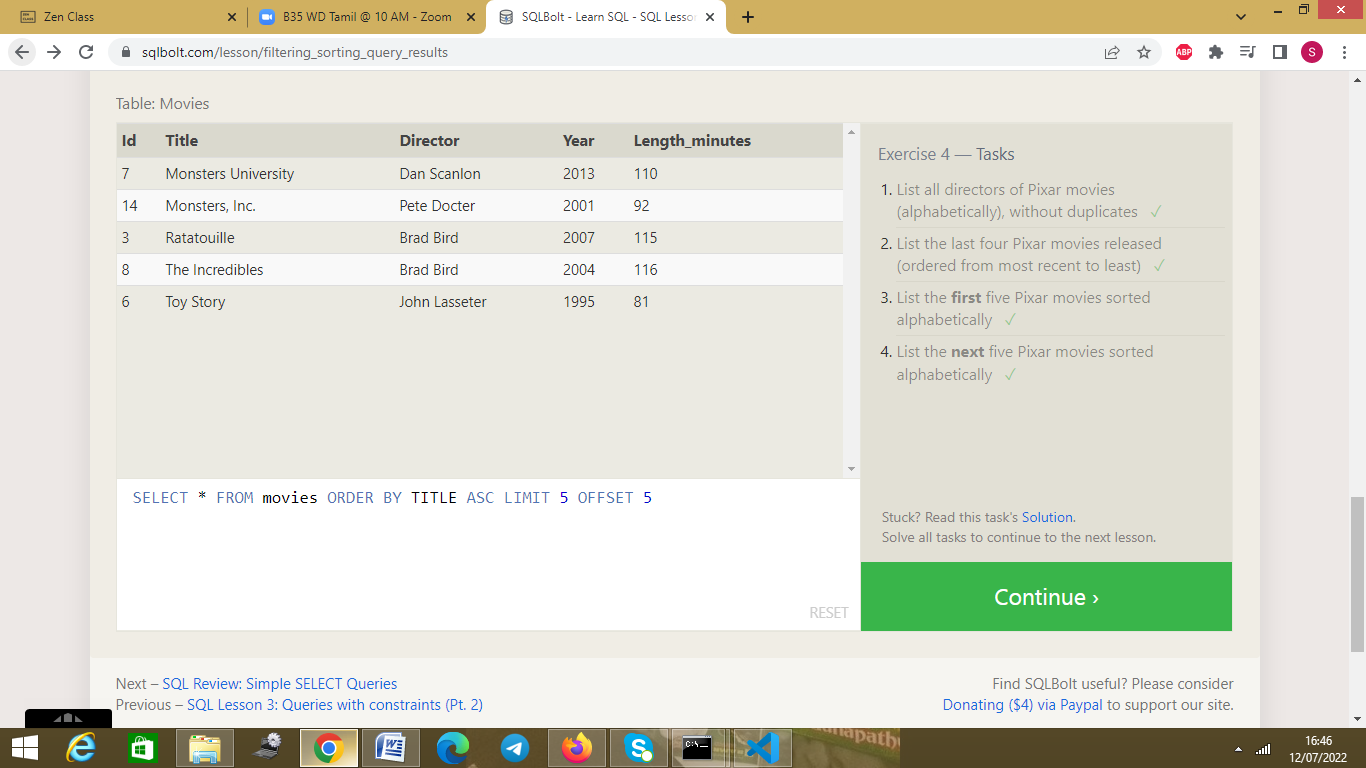 Zen Class
B35 WD Tamil @ 10 AM - Zoom
SQLBolt - Learn SQL - SQL Lesso
sqlbolt.com/lesson/filtering_sorting_query_results
ABP
S
Table: Movies
Id Title Director Year Length_minutes
7 Monsters University Dan Scanlon 2013 110
14 Monsters, Inc. Pete Docter 2001 92
3 Ratatouille Brad Bird 2007 115
8 The Incredibles Brad Bird 2004 116
6 Toy Story John Lasseter 1995 81
SELECT * FROM movies ORDER BY TITLE ASC LIMIT 5 OFFSET 5
RESET
Exercise 4 — Tasks
1. List all directors of Pixar movies
(alphabetically), without duplicates ✓
2. List the last four Pixar movies released
(ordered from most recent to least) ✓
3. List the first five Pixar movies sorted
alphabetically ✓
4. List the next five Pixar movies sorted
alphabetically ✓
Stuck? Read this task's Solution.
Solve all tasks to continue to the next lesson.
Continue ›
Next – SQL Review: Simple SELECT Queries
Previous – SQL Lesson 3: Queries with constraints (Pt. 2)
Find SQLBolt useful? Please consider
Donating ($4) via Paypal to support our site.
16:46
12/07/2022